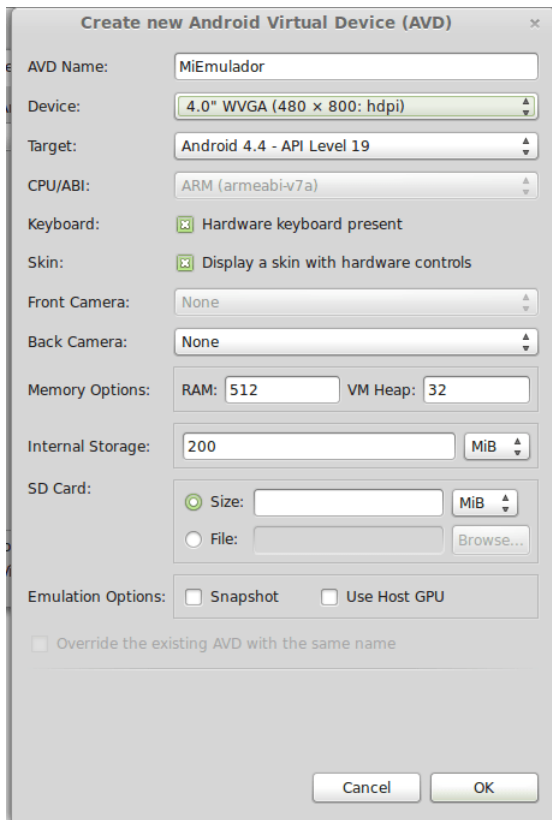 Create new Android Virtual Device (AVD)
AVD Name: MiEmulador
Device: 4.0" WVGA (480 × 800: hdpi)
Target: Android 4.4 - API Level 19
CPU/ABI: ARM (armeabi-v7a)
Keyboard: Hardware keyboard present
Skin: Display a skin with hardware controls
Front Camera: None
Back Camera: None
Memory Options: RAM: 512 VM Heap: 32
Internal Storage: 200 MiB
SD Card:
Size: MiB
File: Browse...
Emulation Options: Snapshot Use Host GPU
Override the existing AVD with the same name
Cancel OK